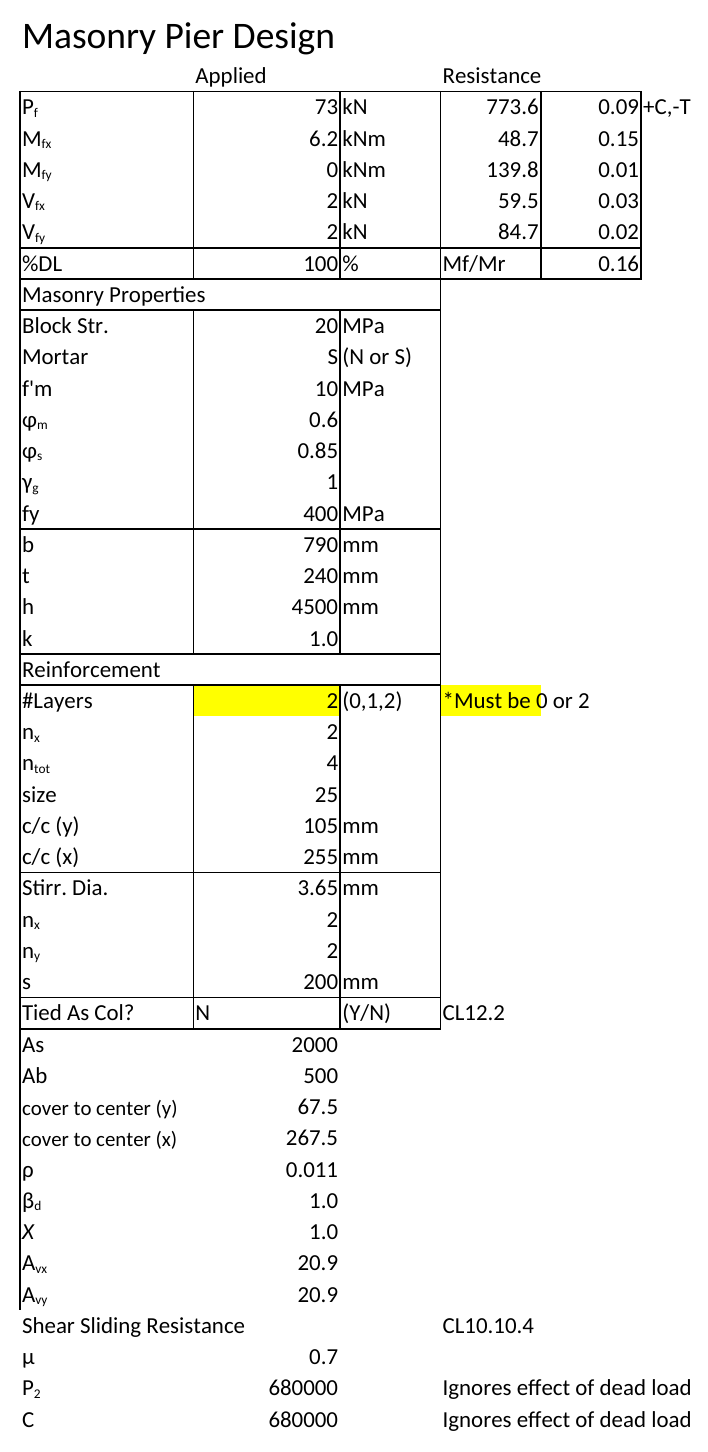 Masonry Pier Design
Applied Resistance
Pf 73 kN 773.6 0.09 +C,-T
Mfx 6.2 kNm 48.7 0.15
Mfy 0 kNm 139.8 0.01
Vfx 2 kN 59.5 0.03
Vfy 2 kN 84.7 0.02
%DL 100 % Mf/Mr 0.16
Masonry Properties
Block Str. 20 MPa
Mortar S (N or S)
f'm 10 MPa
φm 0.6
φs 0.85
γg 1
fy 400 MPa
b 790 mm
t 240 mm
h 4500 mm
k 1.0
Reinforcement
#Layers 2 (0,1,2) *Must be 0 or 2
nx 2
ntot 4
size 25
c/c (y) 105 mm
c/c (x) 255 mm
Stirr. Dia. 3.65 mm
nx 2
ny 2
s 200 mm
Tied As Col? N (Y/N) CL12.2
As 2000
Ab 500
cover to center (y) 67.5
cover to center (x) 267.5
ρ 0.011
βd 1.0
X 1.0
Avx 20.9
Avy 20.9
Shear Sliding Resistance CL10.10.4
μ 0.7
P2 680000 Ignores effect of dead load
C 680000 Ignores effect of dead load